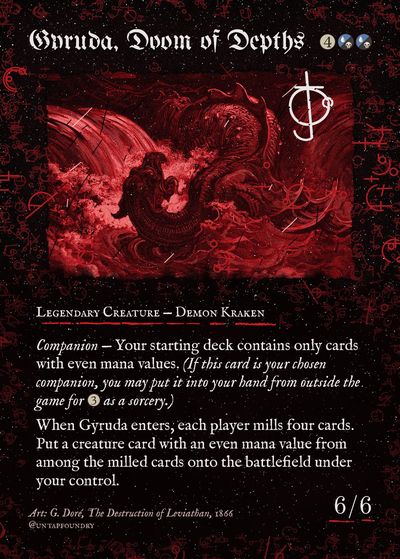 Gyruda, Doom of Depths 4
Legendary Creature — Demon Kraken
Companion — Your starting deck contains only cards
with even mana values. (If this card is your chosen
companion, you may put it into your hand from outside the
game for 3 as a sorcery.)
When Gyruda enters, each player mills four cards.
Put a creature card with an even mana value from
among the milled cards onto the battlefield under
your control.
Art: G. Doré, The Destruction of Leviathan, 1866
@untapfoundry
6/6